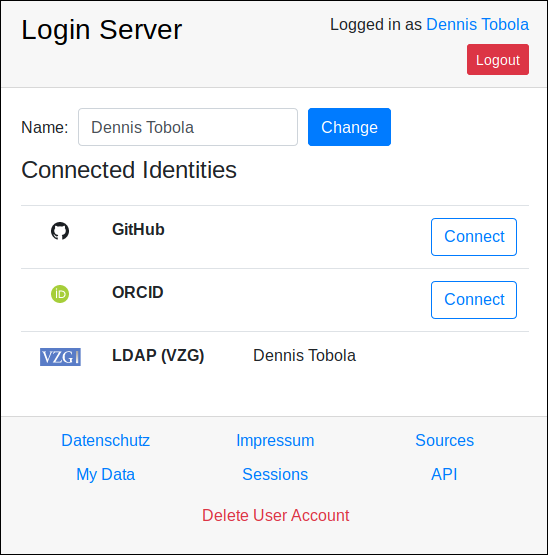 Login Server
Logged in as Dennis Tobola
Logout
Name: Dennis Tobola Change
Connected Identities
GitHub Connect
iD ORCID Connect
VZG LDAP (VZG) Dennis Tobola
Datenschutz Impressum Sources
My Data Sessions API
Delete User Account